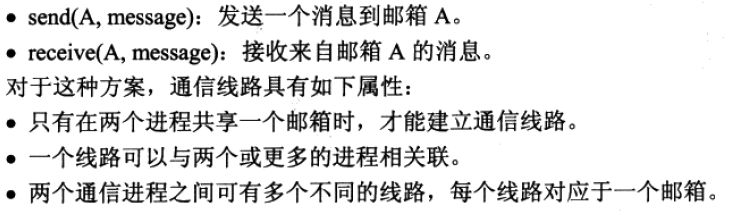 • send(A, message)：发送一个消息到邮箱 A。
• receive(A, message)：接收来自邮箱 A 的消息。
对于这种方案，通信线路具有如下属性：
• 只有在两个进程共享一个邮箱时，才能建立通信线路。
• 一个线路可以与两个或更多的进程相关联。
• 两个通信进程之间可有多个不同的线路，每个线路对应于一个邮箱。